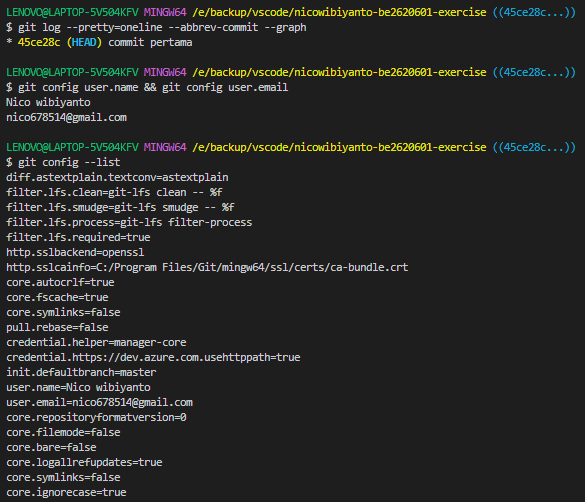 LENOVO@LAPTOP-5V504KFV MINGW64 /e/backup/vscode/nicowibiyanto-be2620601-exercise ((45ce28c...))
$ git log --pretty=oneline --abbrev-commit --graph
* 45ce28c (HEAD) commit pertama
LENOVO@LAPTOP-5V504KFV MINGW64 /e/backup/vscode/nicowibiyanto-be2620601-exercise ((45ce28c...))
$ git config user.name && git config user.email
Nico wibiyanto
nico678514@gmail.com
LENOVO@LAPTOP-5V504KFV MINGW64 /e/backup/vscode/nicowibiyanto-be2620601-exercise ((45ce28c...))
$ git config --list
diff.astextplain.textconv=astextplain
filter.lfs.clean=git-lfs clean -- %f
filter.lfs.smudge=git-lfs smudge -- %f
filter.lfs.process=git-lfs filter-process
filter.lfs.required=true
http.sslbackend=openssl
http.sslcainfo=C:/Program Files/Git/mingw64/ssl/certs/ca-bundle.crt
core.autocrlf=true
core.fscache=true
core.symlinks=false
pull.rebase=false
credential.helper=manager-core
credential.https://dev.azure.com.usehttppath=true
init.defaultbranch=master
user.name=Nico wibiyanto
user.email=nico678514@gmail.com
core.repositoryformatversion=0
core.filemode=false
core.bare=false
core.logallrefupdates=true
core.symlinks=false
core.ignorecase=true